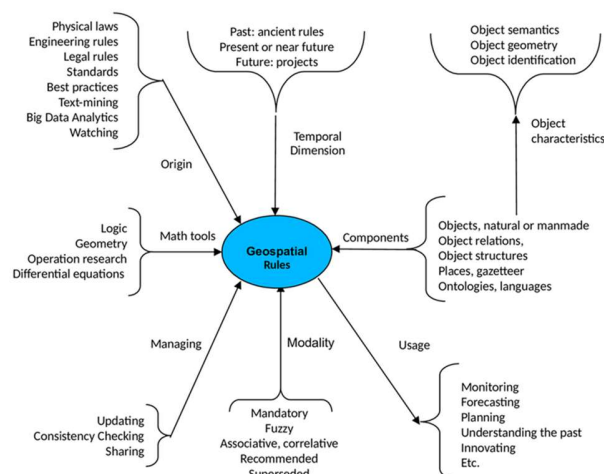 Physical laws
Engineering rules
Legal rules
Standards
Best practices
Text-mining
Big Data Analytics
Watching
Origin
Past: ancient rules
Present or near future
Future: projects
Temporal
Dimension
Object semantics
Object geometry
Object identification
Object
characteristics
Logic
Geometry
Operation research
Differential equations
Math tools
Geospatial
Rules
Components
Objects, natural or manmade
Object relations,
Object structures
Places, gazetteer
Ontologies, languages
Managing
Updating
Consistency Checking
Sharing
Modality
Mandatory
Fuzzy
Associative, correlative
Recommended
Superseded
Usage
Monitoring
Forecasting
Planning
Understanding the past
Innovating
Etc.